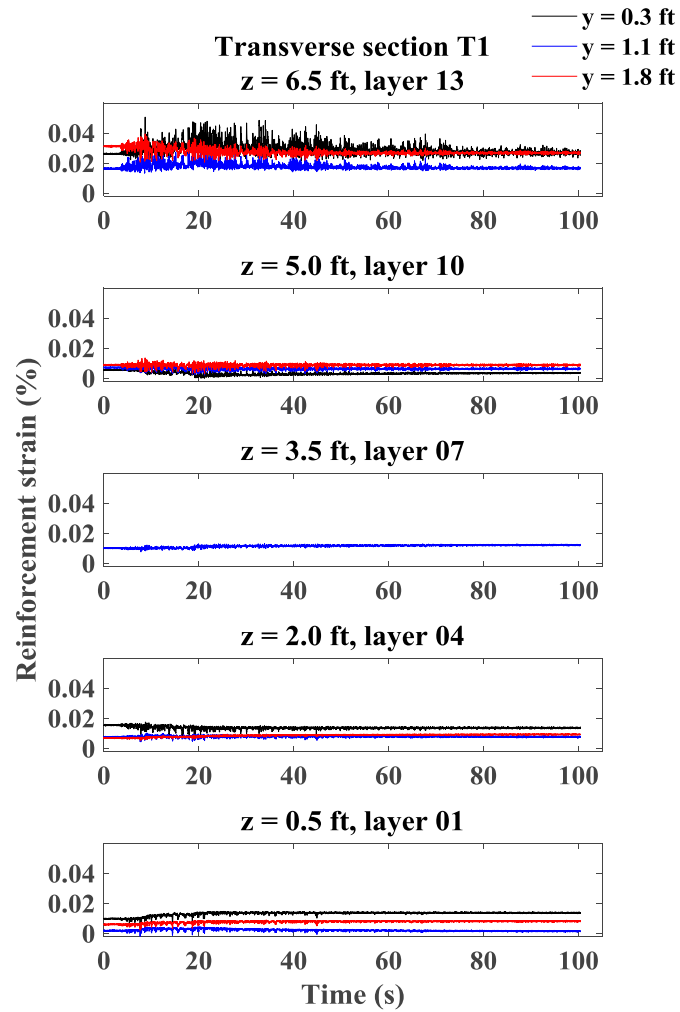 y = 0.3 ft
y = 1.1 ft
y = 1.8 ft
Transverse section T1
z = 6.5 ft, layer 13
0.04
0.02
0
0 20 40 60 80 100
z = 5.0 ft, layer 10
0.04
0.02
0
0 20 40 60 80 100
z = 3.5 ft, layer 07
0.04
0.02
0
0 20 40 60 80 100
z = 2.0 ft, layer 04
0.04
0.02
0
0 20 40 60 80 100
z = 0.5 ft, layer 01
0.04
0.02
0
0 20 40 60 80 100
Time (s)
Reinforcement strain (%)